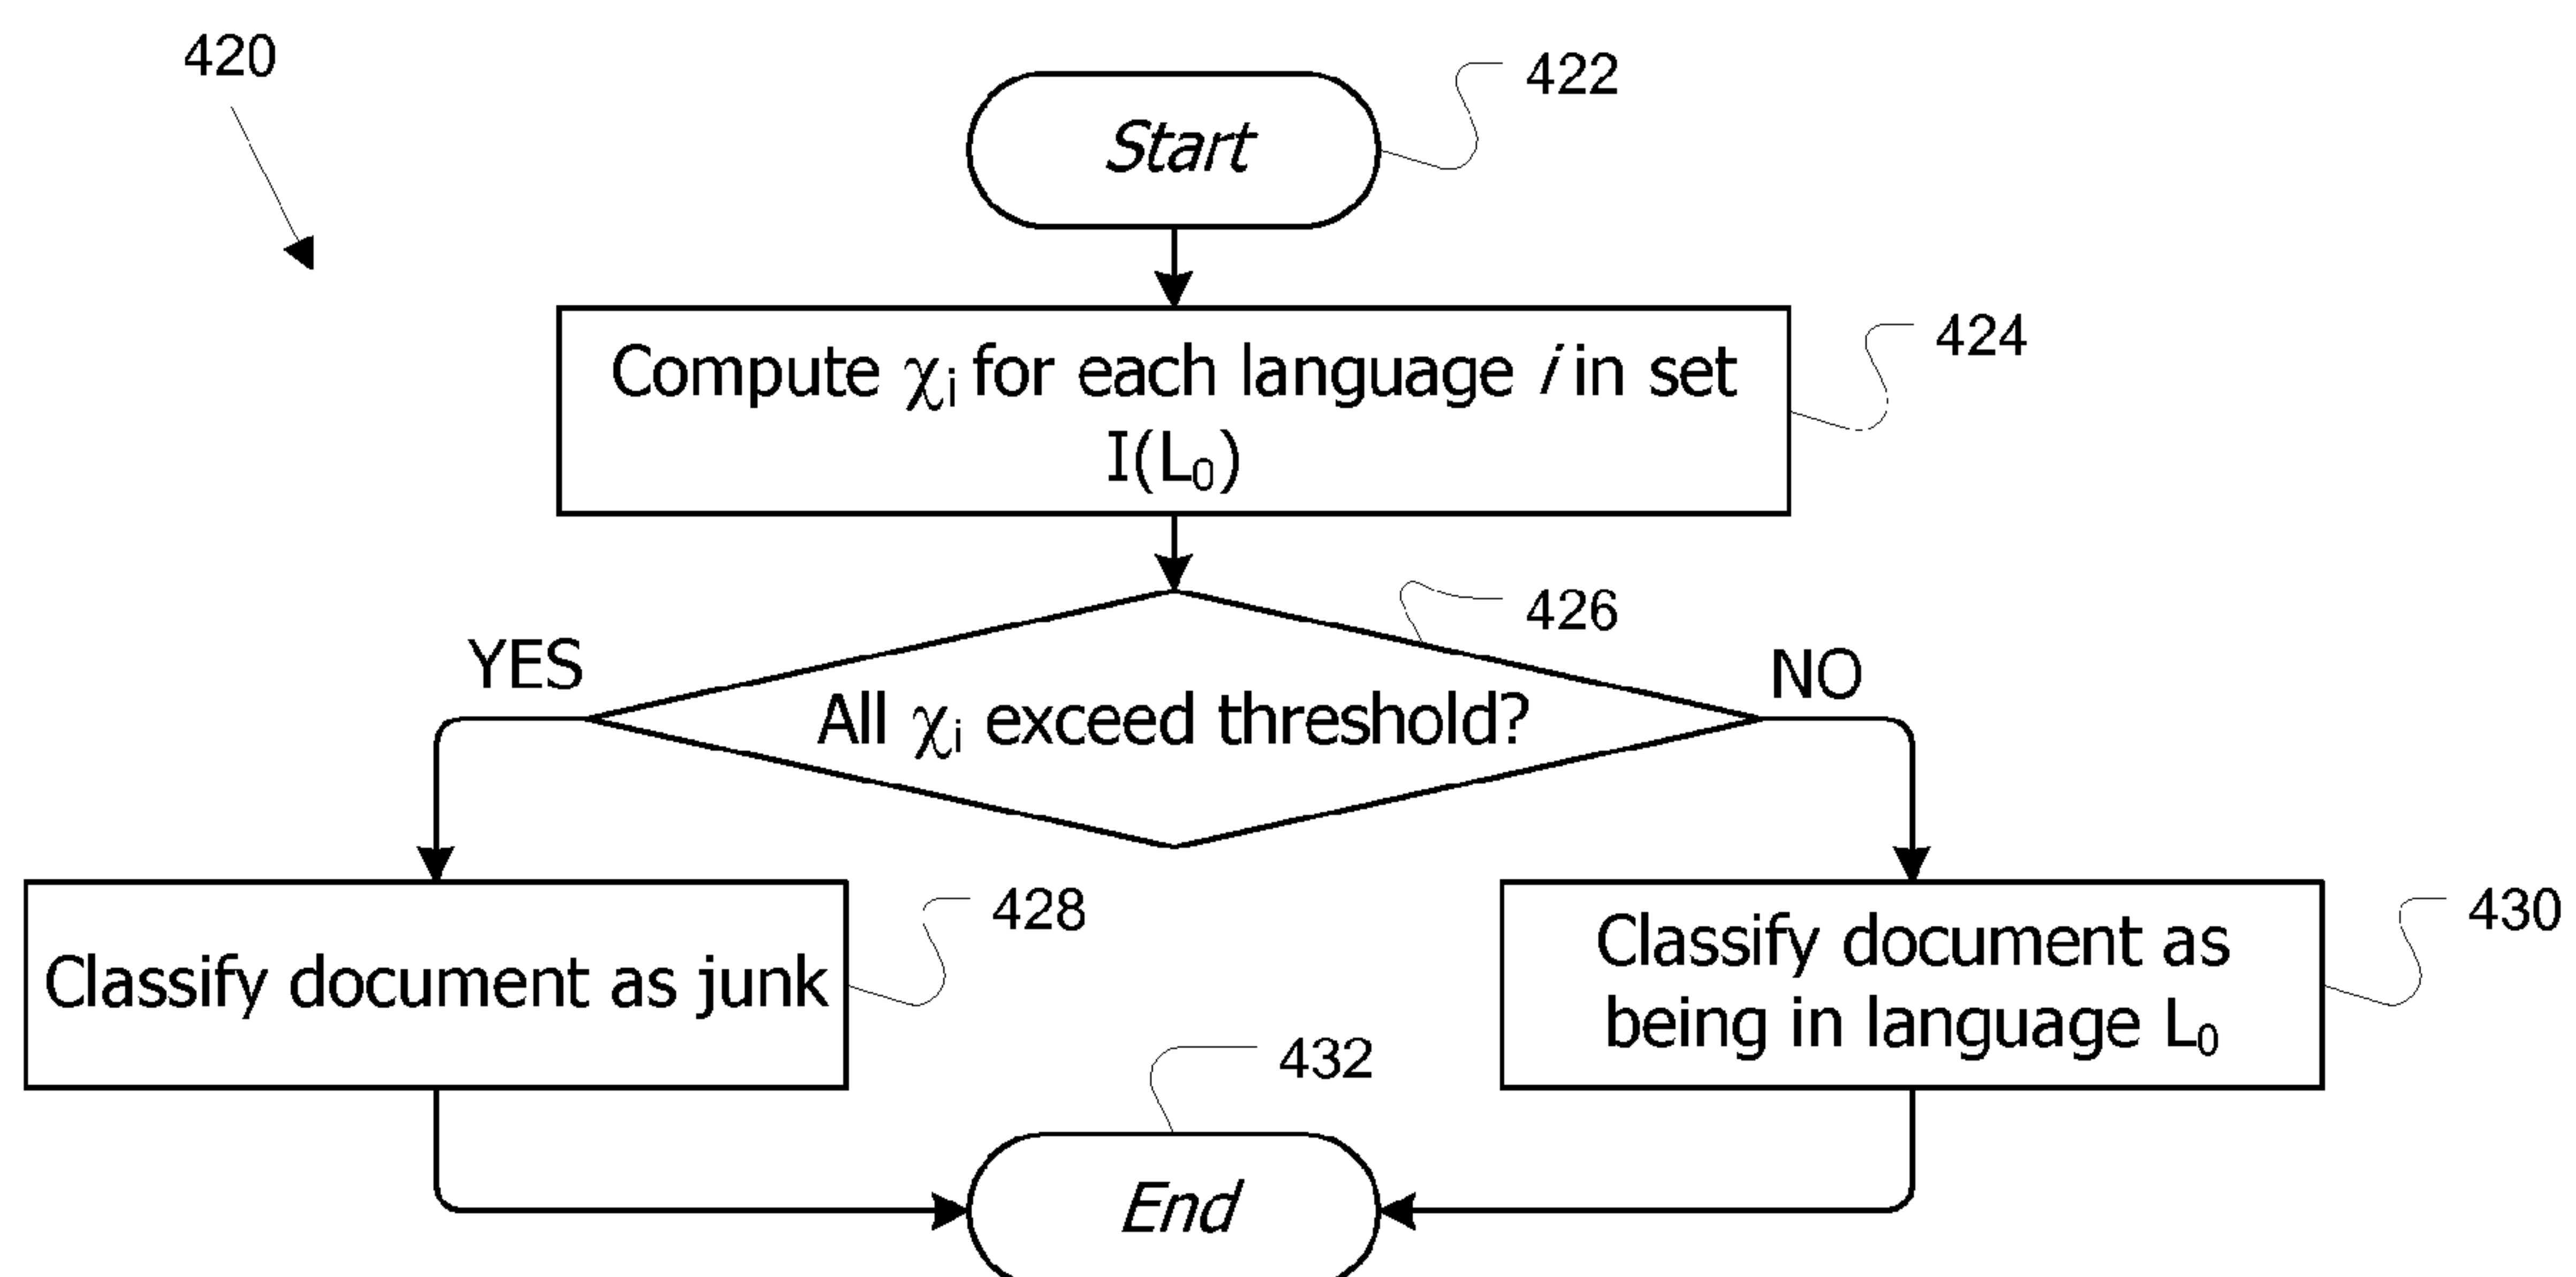 420
422
Start
424
Compute χi for each language i in set
I(L0)
426
YES
NO
All χi exceed threshold?
428
430
Classify document as junk
Classify document as
being in language L0
432
End